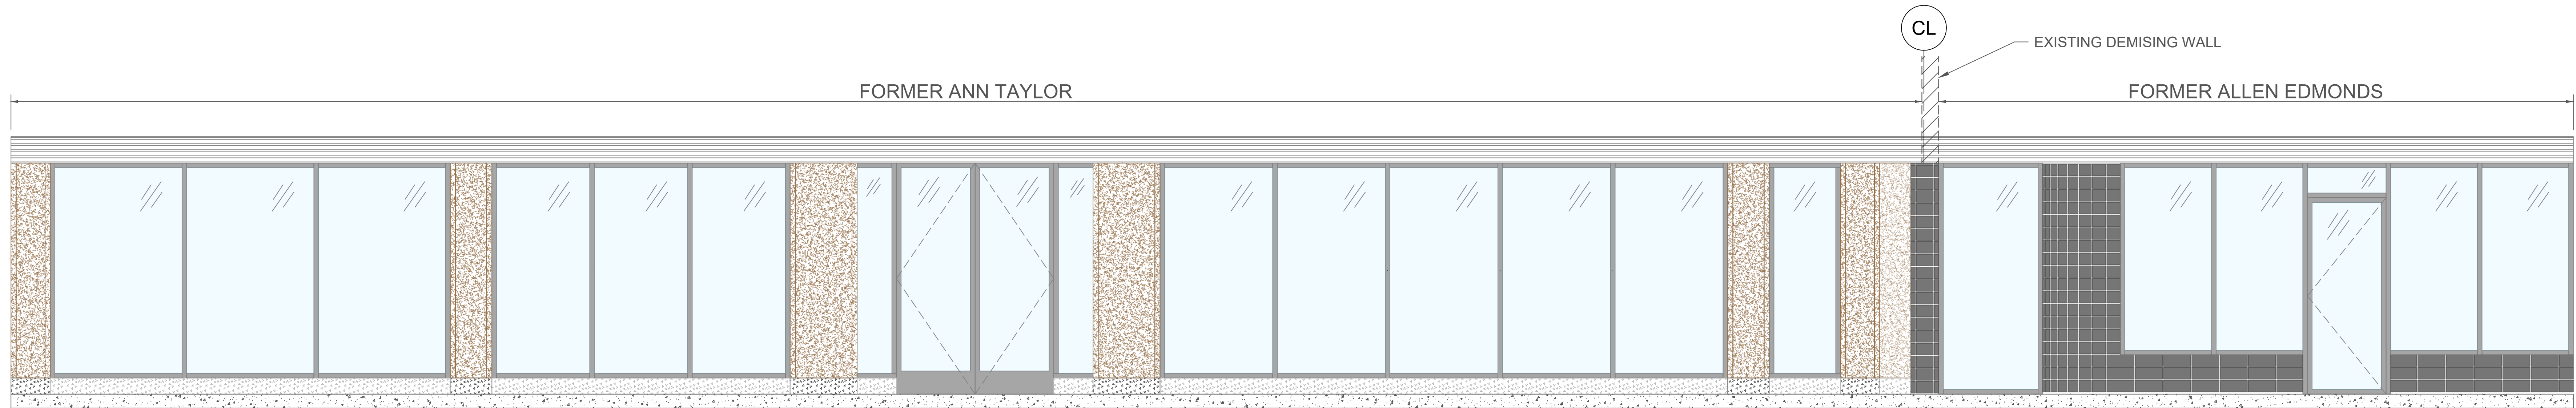 CL
EXISTING DEMISING WALL
FORMER ANN TAYLOR
FORMER ALLEN EDMONDS